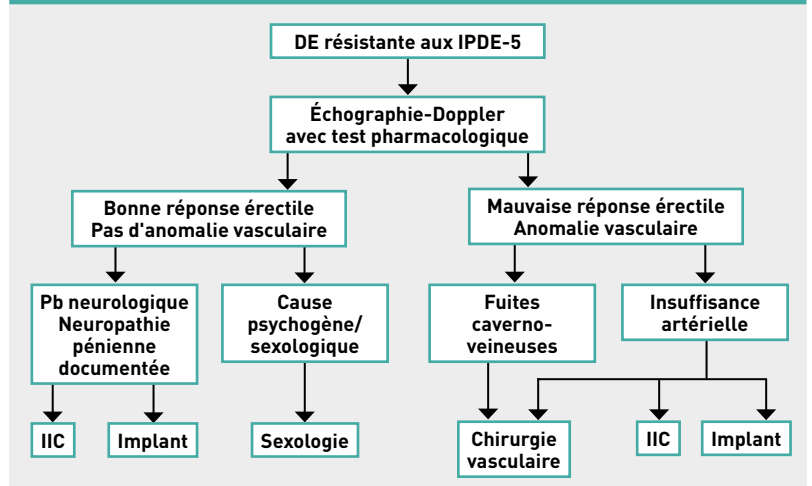 DE résistante aux IPDE-5
Échographie-Doppler
avec test pharmacologique
Bonne réponse érectile
Pas d'anomalie vasculaire
Mauvaise réponse érectile
Anomalie vasculaire
Pb neurologique
Neuropathie
pénienne
documentée
Cause
psychogène/
sexologique
Fuites
caverno-
veineuses
Insuffisance
artérielle
IIC
Implant
Sexologie
Chirurgie
vasculaire
IIC
Implant